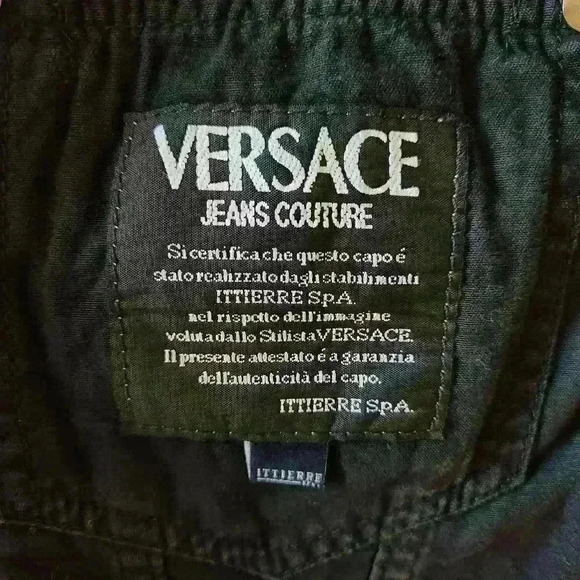 VERSACE
JEANS COUTURE
Si certifica che questo capo é
stato realizzato dagli stabilimenti
ITTIERRE S.p.A.
nel rispetto dell'immagine
voluta dallo Stilista VERSACE.
Il presente attestato é a garanzia
dell'autenticità del capo.
ITTIERRE S.p.A.
ITTIERRE